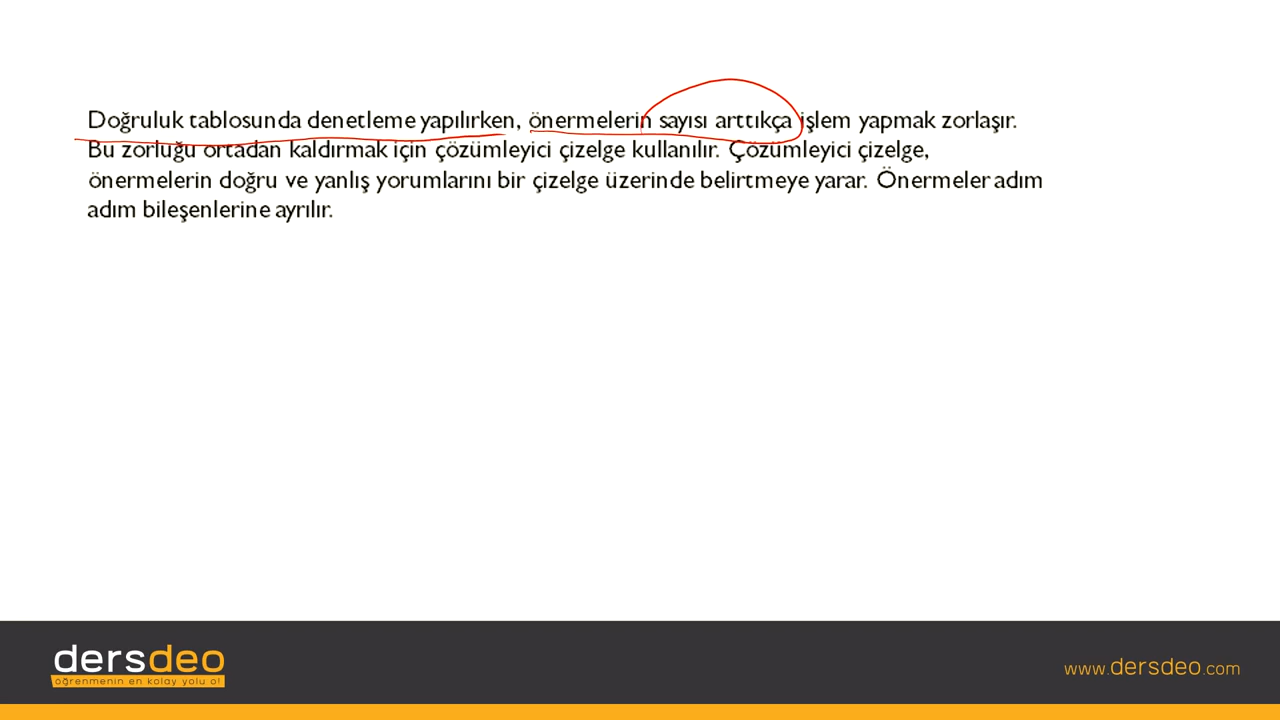 Doğruluk tablosunda denetleme yapılırken, önermelerin sayısı arttıkça işlem yapmak zorlaşır.
Bu zorluğu ortadan kaldırmak için çözümleyici çizelge kullanılır. Çözümleyici çizelge,
önermelerin doğru ve yanlış yorumlarını bir çizelge üzerinde belirtmeye yarar. Önermeler adım
adım bileşenlerine ayrılır.
dersdeo
öğrenmenin en kolay yolu o!
www.dersdeo.com